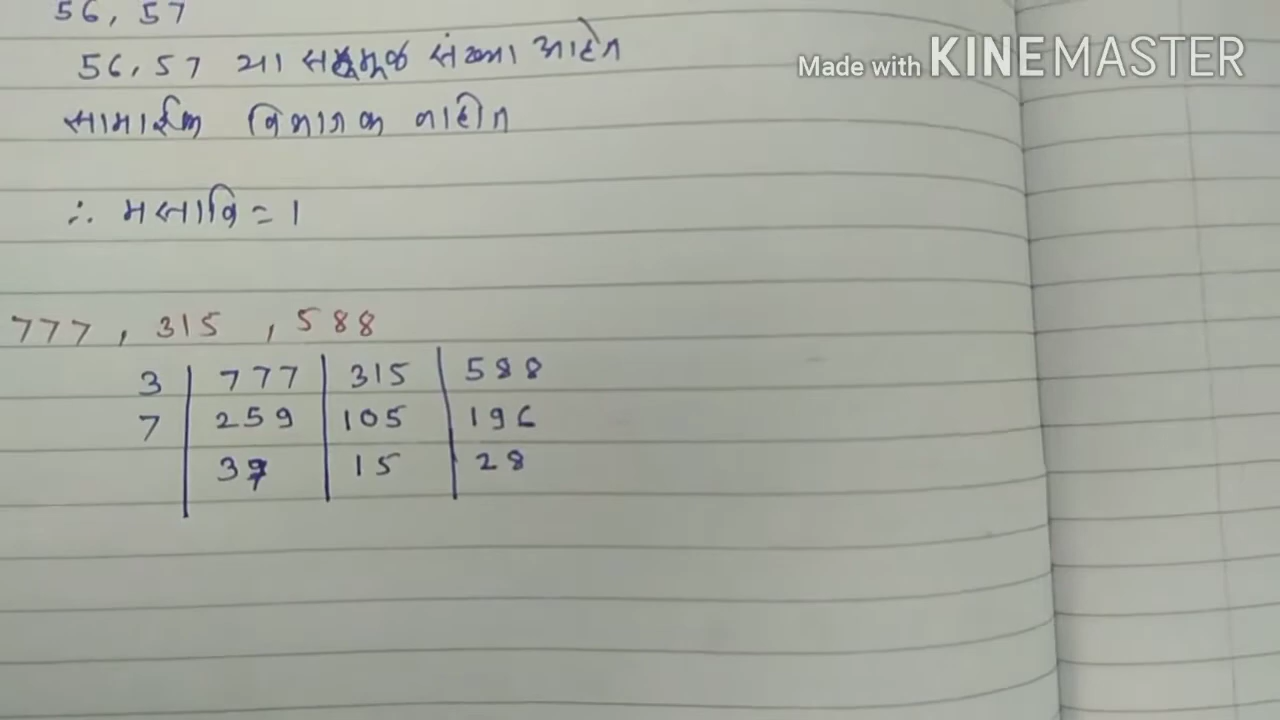 56, 57
56, 57 या सहमूळ संख्या आहेत
Made with KINEMASTER
सामाईक विभाजक नाहीत
∴ मसावि = 1
777, 315, 588
3 | 777 | 315 | 588
7 | 259 | 105 | 196
37 | 15 | 28